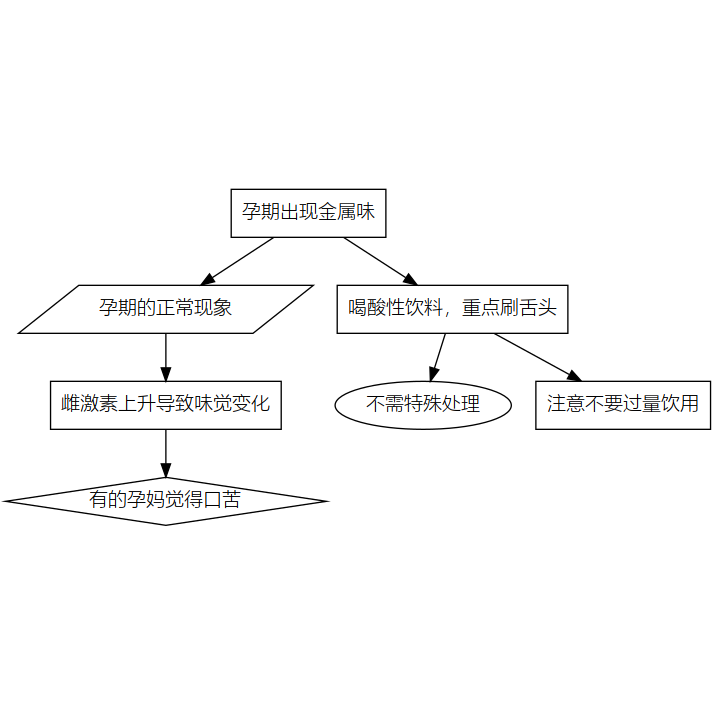 孕期出现金属味
孕期的正常现象
喝酸性饮料，重点刷舌头
雌激素上升导致味觉变化
不需特殊处理
注意不要过量饮用
有的孕妈觉得口苦